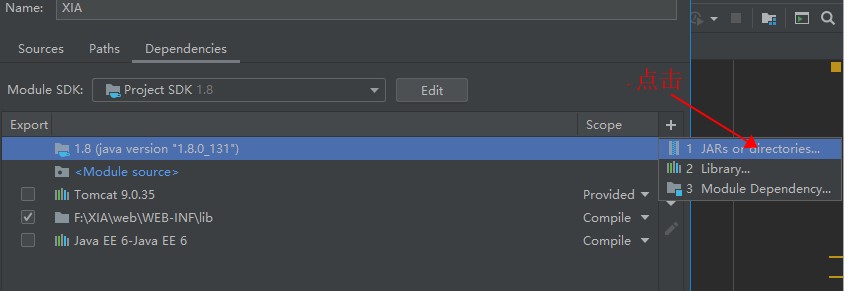 Name: XIA
Sources Paths Dependencies
点击
Module SDK: Project SDK 1.8 Edit
Export Scope
1.8 (java version "1.8.0_131") 1 JARs or directories...
<Module source> 2 Library...
Tomcat 9.0.35 Provided 3 Module Dependency...
F:\XIA\web\WEB-INF\lib Compile
Java EE 6-Java EE 6 Compile